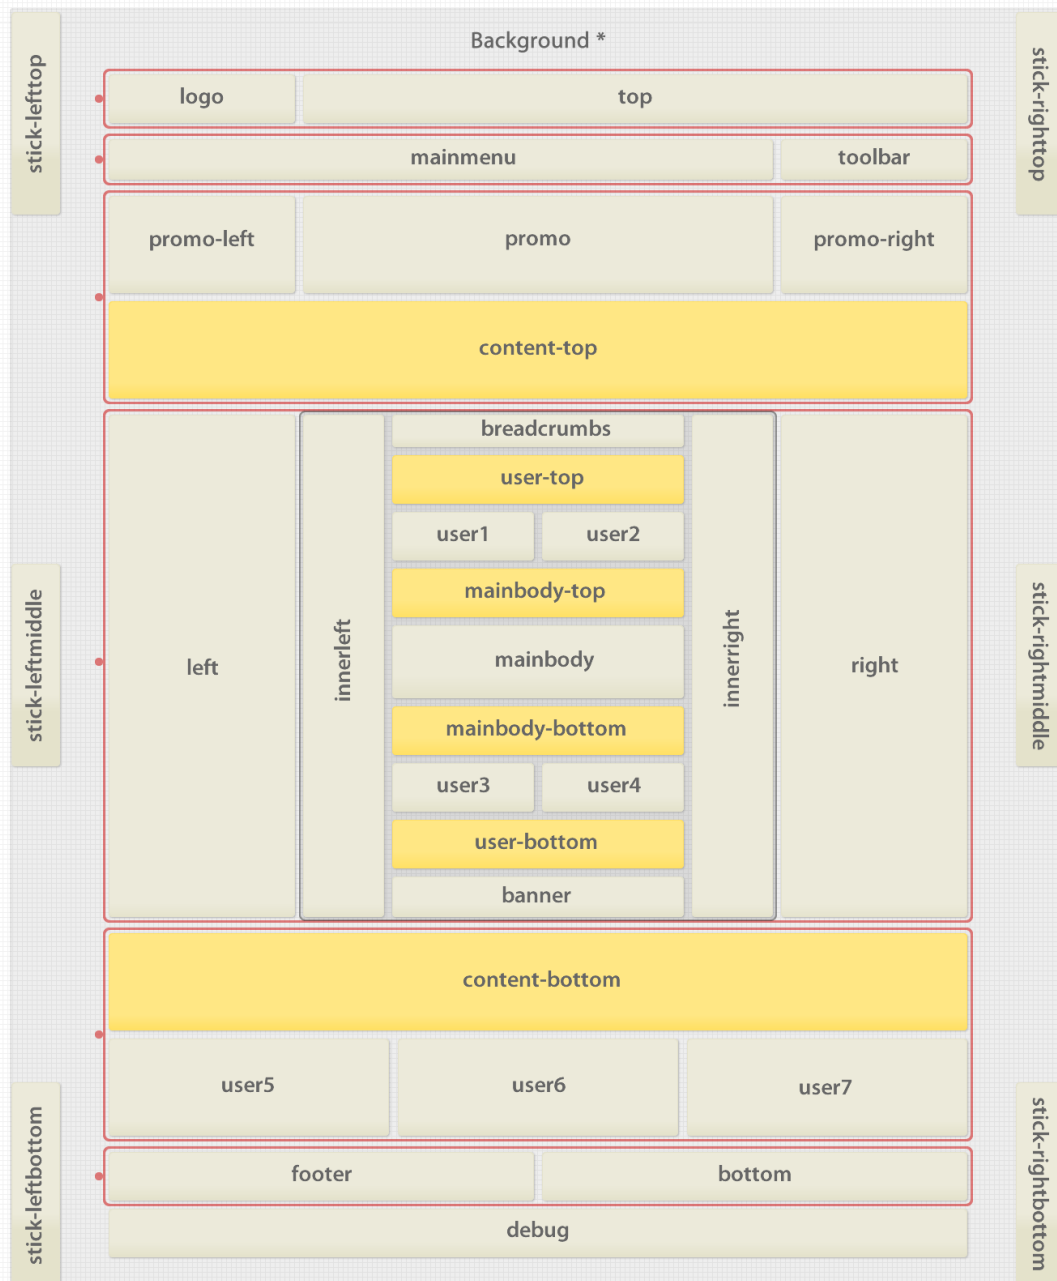 Background *
stick-lefttop
stick-righttop
logo
top
mainmenu
toolbar
promo-left
promo
promo-right
content-top
breadcrumbs
user-top
user1
user2
mainbody-top
stick-leftmiddle
left
innerleft
mainbody
innerright
right
stick-rightmiddle
mainbody-bottom
user3
user4
user-bottom
banner
content-bottom
user5
user6
user7
stick-leftbottom
footer
bottom
stick-rightbottom
debug